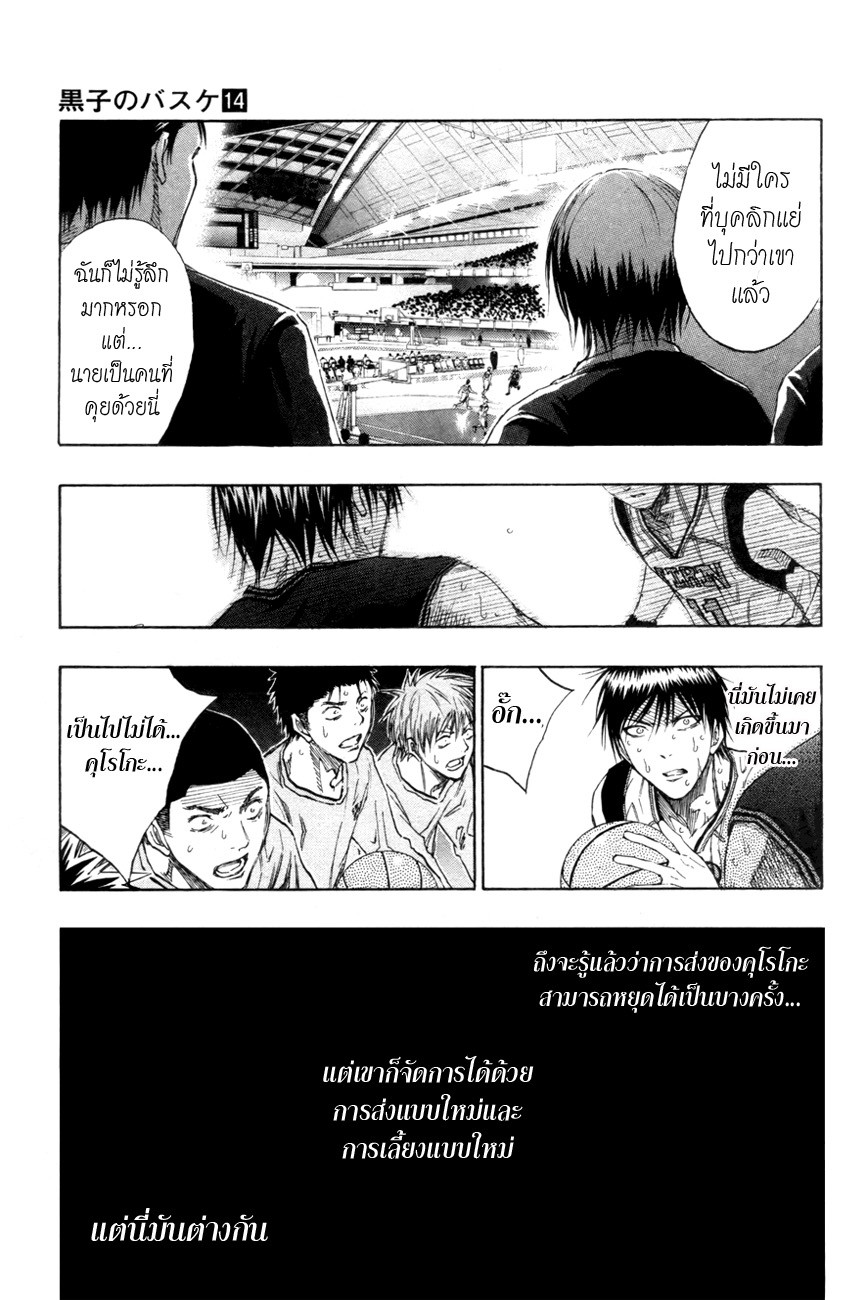 黒子のバスケ14
ไม่มีใคร
ที่บุคลิกแย่
ไปกว่าเขา
แล้ว
ฉันก็ไม่รู้สึก
มากหรอก
แต่...
นายเป็นคนที่
คุยด้วยนี่
EIRIN
11
นี่มันไม่เคย
เกิดขึ้นมา
ก่อน...
อั๊ก...
เป็นไปไม่ได้...
คุโรโกะ...
ถึงจะรู้แล้วว่าการส่งของคุโรโกะ
สามารถหยุดได้เป็นบางครั้ง...
แต่เขาก็จัดการได้ด้วย
การส่งแบบใหม่และ
การเลี้ยงแบบใหม่
แต่นี่มันต่างกัน